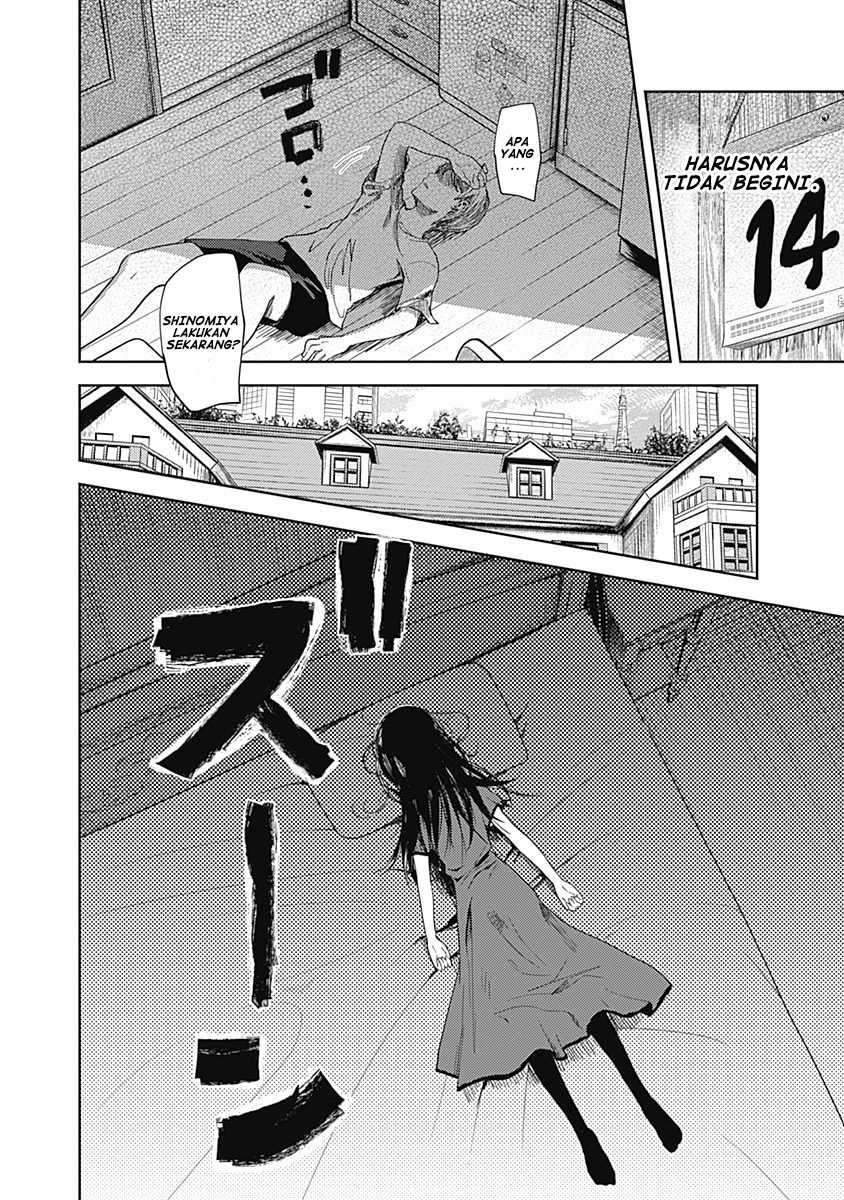 HARUSNYA
TIDAK BEGINI.
14
APA
YANG
...
ゴロ...
SHINOMIYA
LAKUKAN
SEKARANG?
ズーン